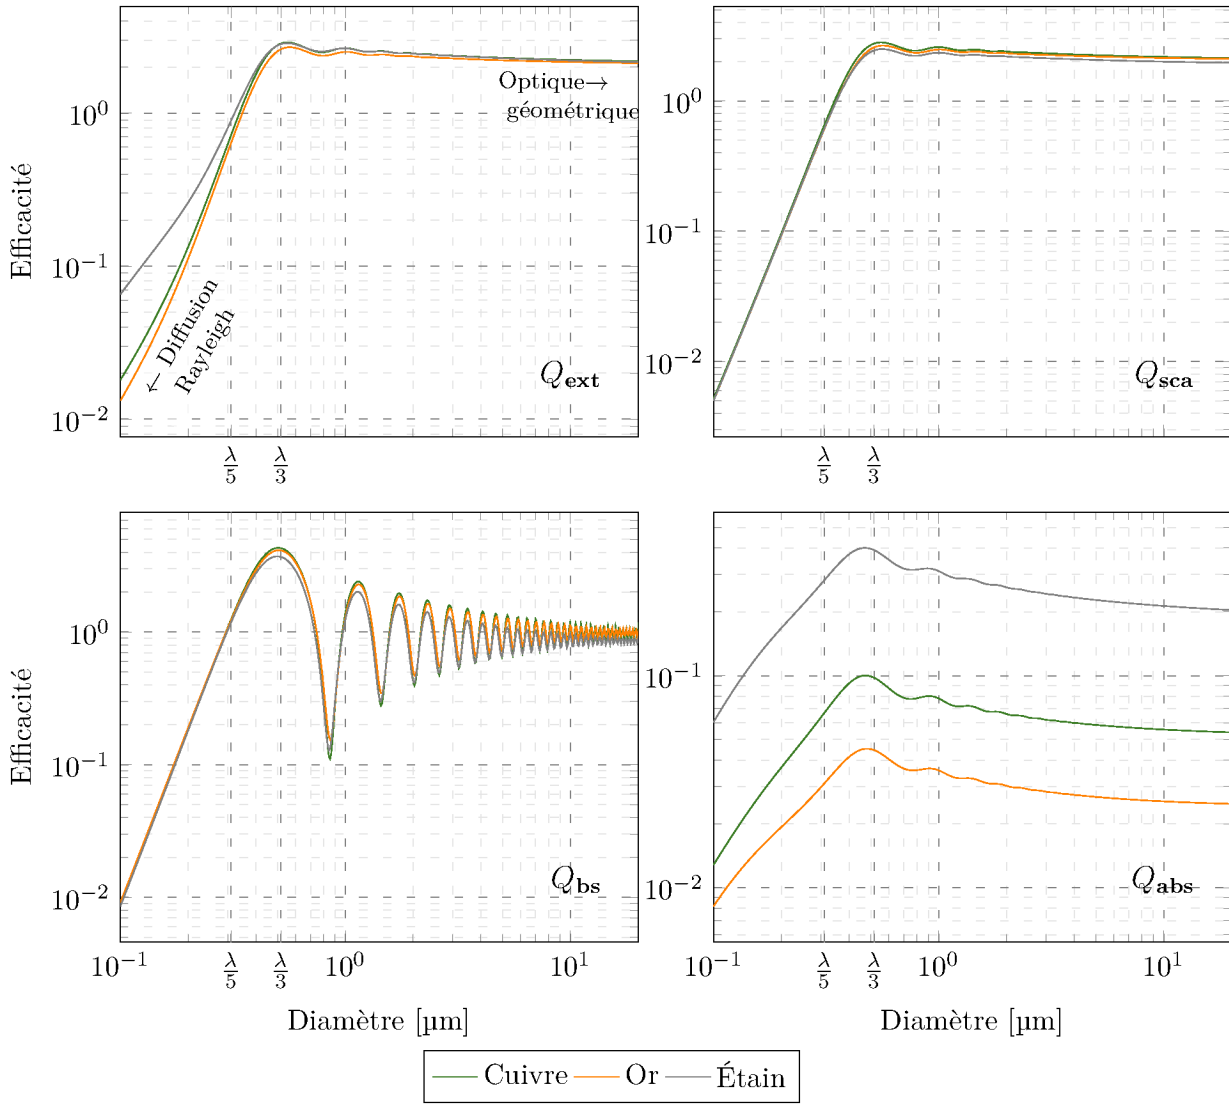 Efficacité
10^0
10^-1
10^-2
Optique→
géométrique
← Diffusion
Rayleigh
Q_ext
λ/5 λ/3
10^0
10^-1
10^-2
Q_sca
λ/5 λ/3
Efficacité
10^0
10^-1
10^-2
Q_bs
10^-1 λ/5 λ/3 10^0 10^1
Diamètre [µm]
10^-1
10^-2
Q_abs
10^-1 λ/5 λ/3 10^0 10^1
Diamètre [µm]
Cuivre Or Étain